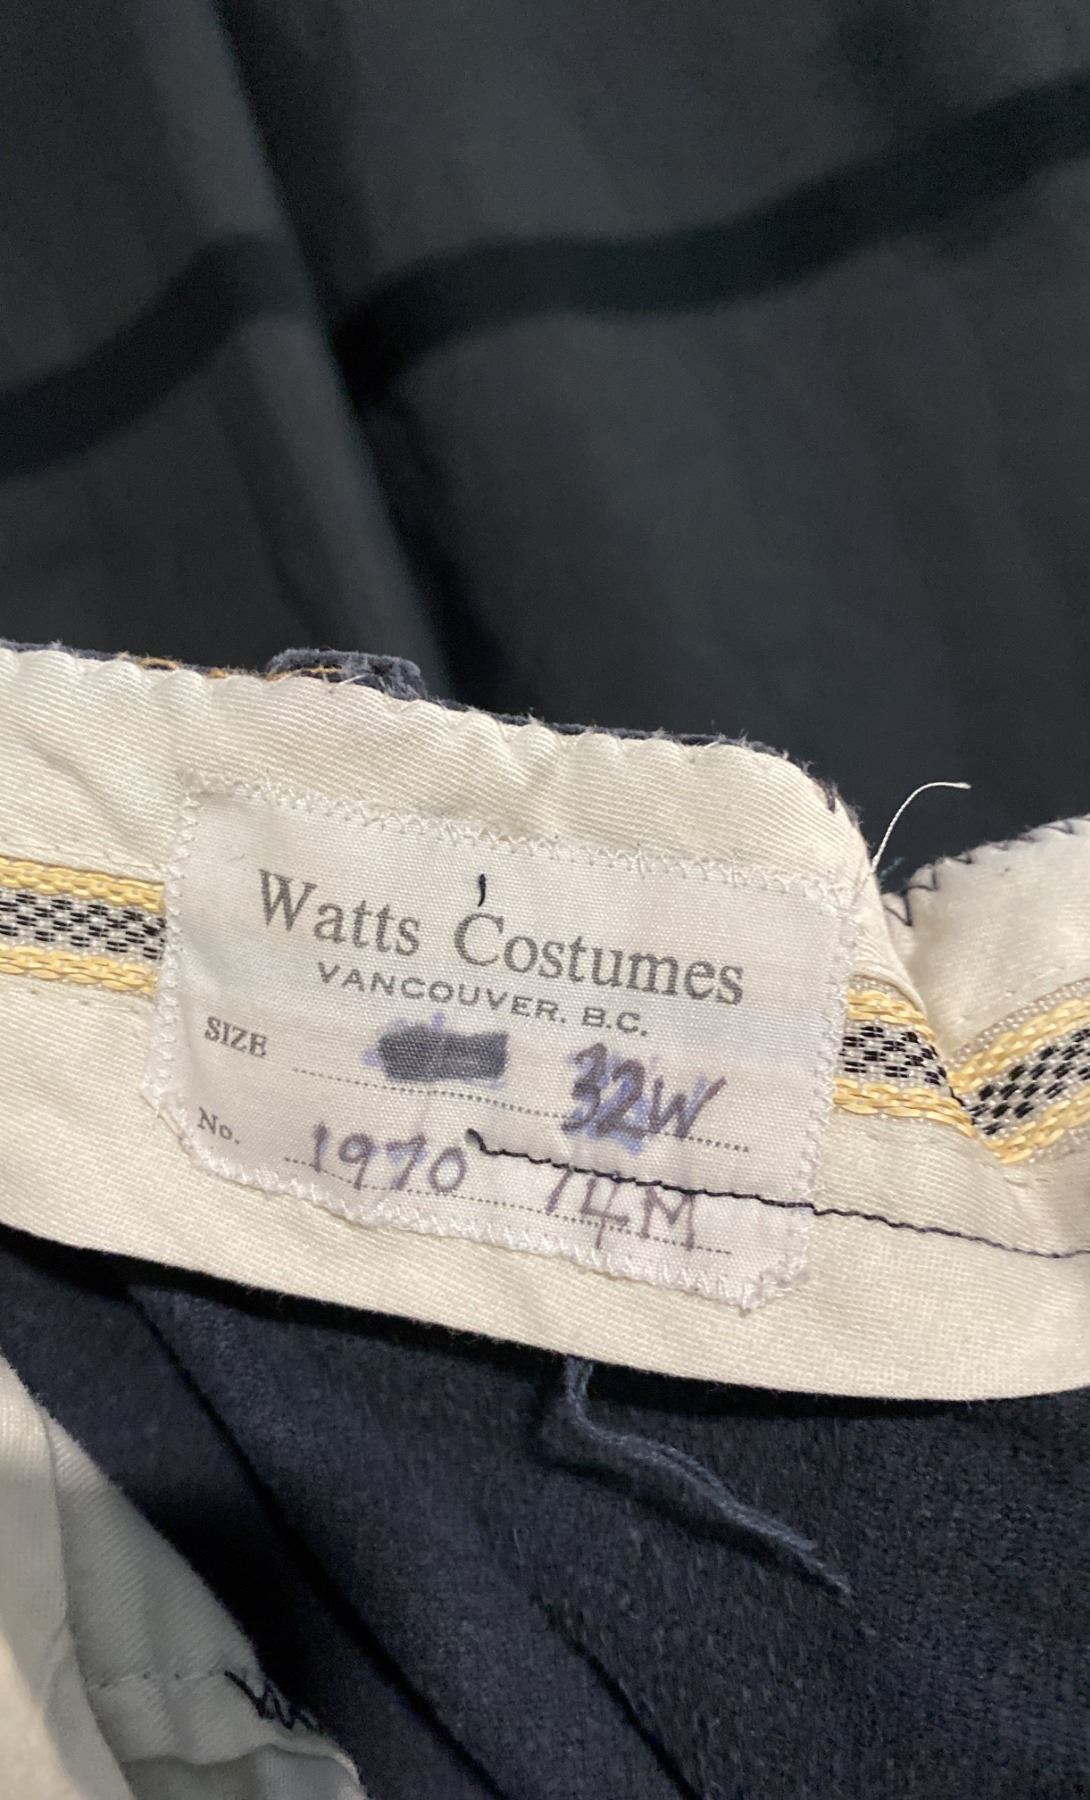 Watts Costumes
VANCOUVER, B.C.
SIZE 32W
No. 1970 74M